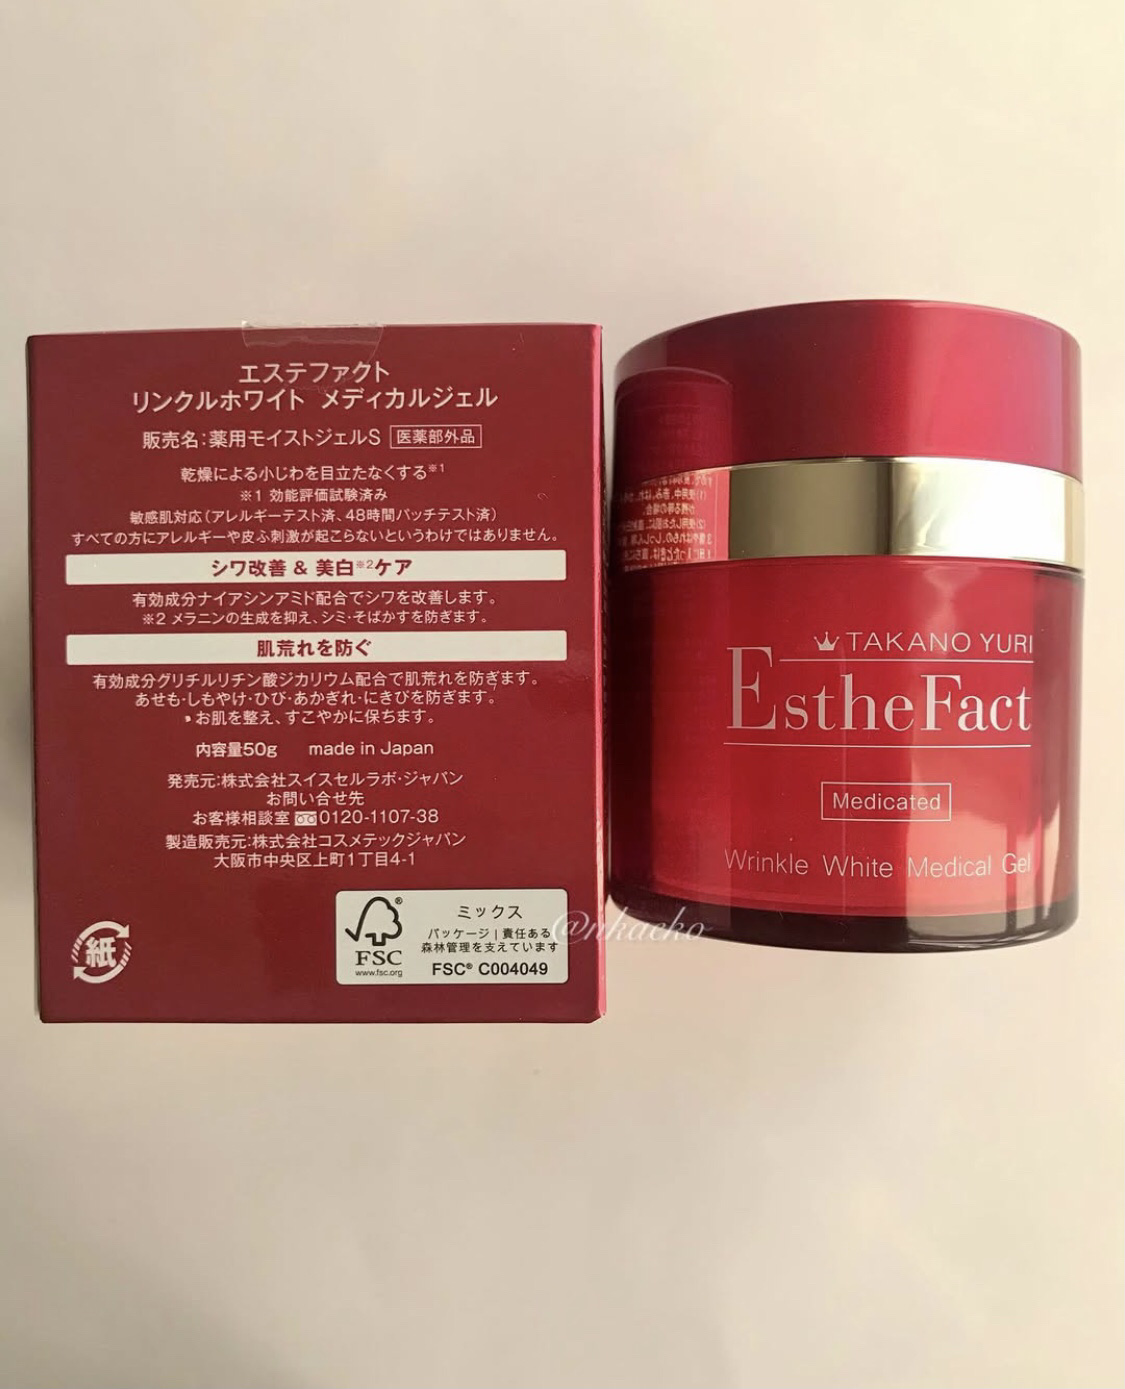 エステファクト
リンクルホワイト メディカルジェル
販売名:薬用モイストジェルS 医薬部外品
乾燥による小じわを目立たなくする※1
※1 効能評価試験済み
敏感肌対応(アレルギーテスト済、48時間パッチテスト済)
すべての方にアレルギーや皮ふ刺激が起こらないというわけではありません。
シワ改善 & 美白※2ケア
有効成分ナイアシンアミド配合でシワを改善します。
※2 メラニンの生成を抑え、シミ・そばかすを防ぎます。
肌荒れを防ぐ
有効成分グリチルリチン酸ジカリウム配合で肌荒れを防ぎます。
あせも・しもやけ・ひび・あかぎれ・にきびを防ぎます。
お肌を整え、すこやかに保ちます。
内容量50g made in Japan
発売元:株式会社スイスセルラボ・ジャパン
お問い合せ先
お客様相談室 0120-1107-38
製造販売元:株式会社コスメテックジャパン
大阪市中央区上町1丁目4-1
紙
FSC®
www.fsc.org
ミックス
パッケージ|責任ある
森林管理を支えています
FSC® C004049
@nkaeko
TAKANO YURI
EstheFact
Medicated
Wrinkle White Medical Gel